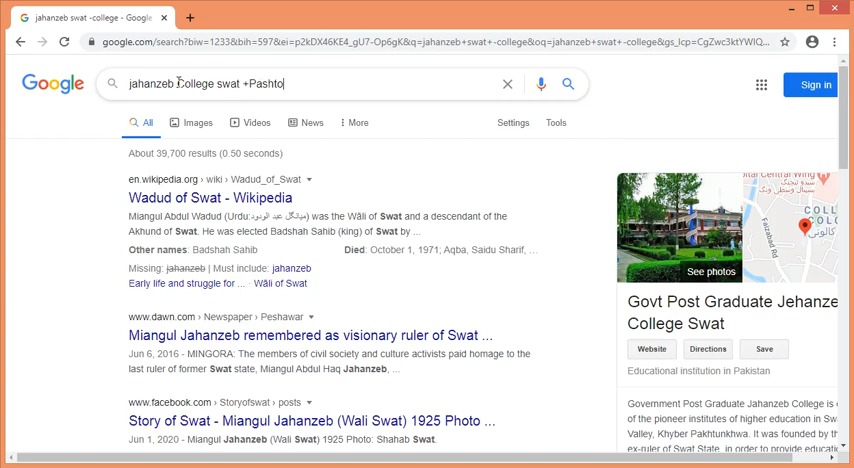 jahanzeb swat -college - Google
google.com/search?biw=1233&bih=597&ei=p2kDX46KE4_gU7-Op6gK&q=jahanzeb+swat+-college&oq=jahanzeb+swat+-college&gs_lcp=CgZwc3ktYWIQ...
Google
jahanzeb College swat +Pashto
Sign in
All
Images
Videos
News
More
Settings
Tools
About 39,700 results (0.50 seconds)
en.wikipedia.org › wiki › Wadud_of_Swat
Wadud of Swat - Wikipedia
Miangul Abdul Wadud (Urdu:میانگل عبد الودود) was the Wāli of Swat and a descendant of the
Akhund of Swat. He was elected Badshah Sahib (king) of Swat by ...
Other names: Badshah Sahib
Died: October 1, 1971; Aqba, Saidu Sharif, ...
Missing: jahanzeb | Must include: jahanzeb
Early life and struggle for ... · Wāli of Swat
www.dawn.com › Newspaper › Peshawar
Miangul Jahanzeb remembered as visionary ruler of Swat ...
Jun 6, 2016 - MINGORA: The members of civil society and culture activists paid homage to the
last ruler of former Swat state, Miangul Abdul Haq Jahanzeb, ...
www.facebook.com › Storyofswat › posts
Story of Swat - Miangul Jahanzeb (Wali Swat) 1925 Photo ...
Jun 1, 2020 - Miangul Jahanzeb (Wali Swat) 1925 Photo: Shahab Swat.
See photos
Faizabad Rd
COLL
COLO
كالونى
Govt Post Graduate Jehanze
College Swat
Website
Directions
Save
Educational institution in Pakistan
Government Post Graduate Jahanzeb College is
of the pioneer institutes of higher education in Sw
Valley, Khyber Pakhtunkhwa. It was founded by t
ex-ruler of Swat State, in order to provide educati